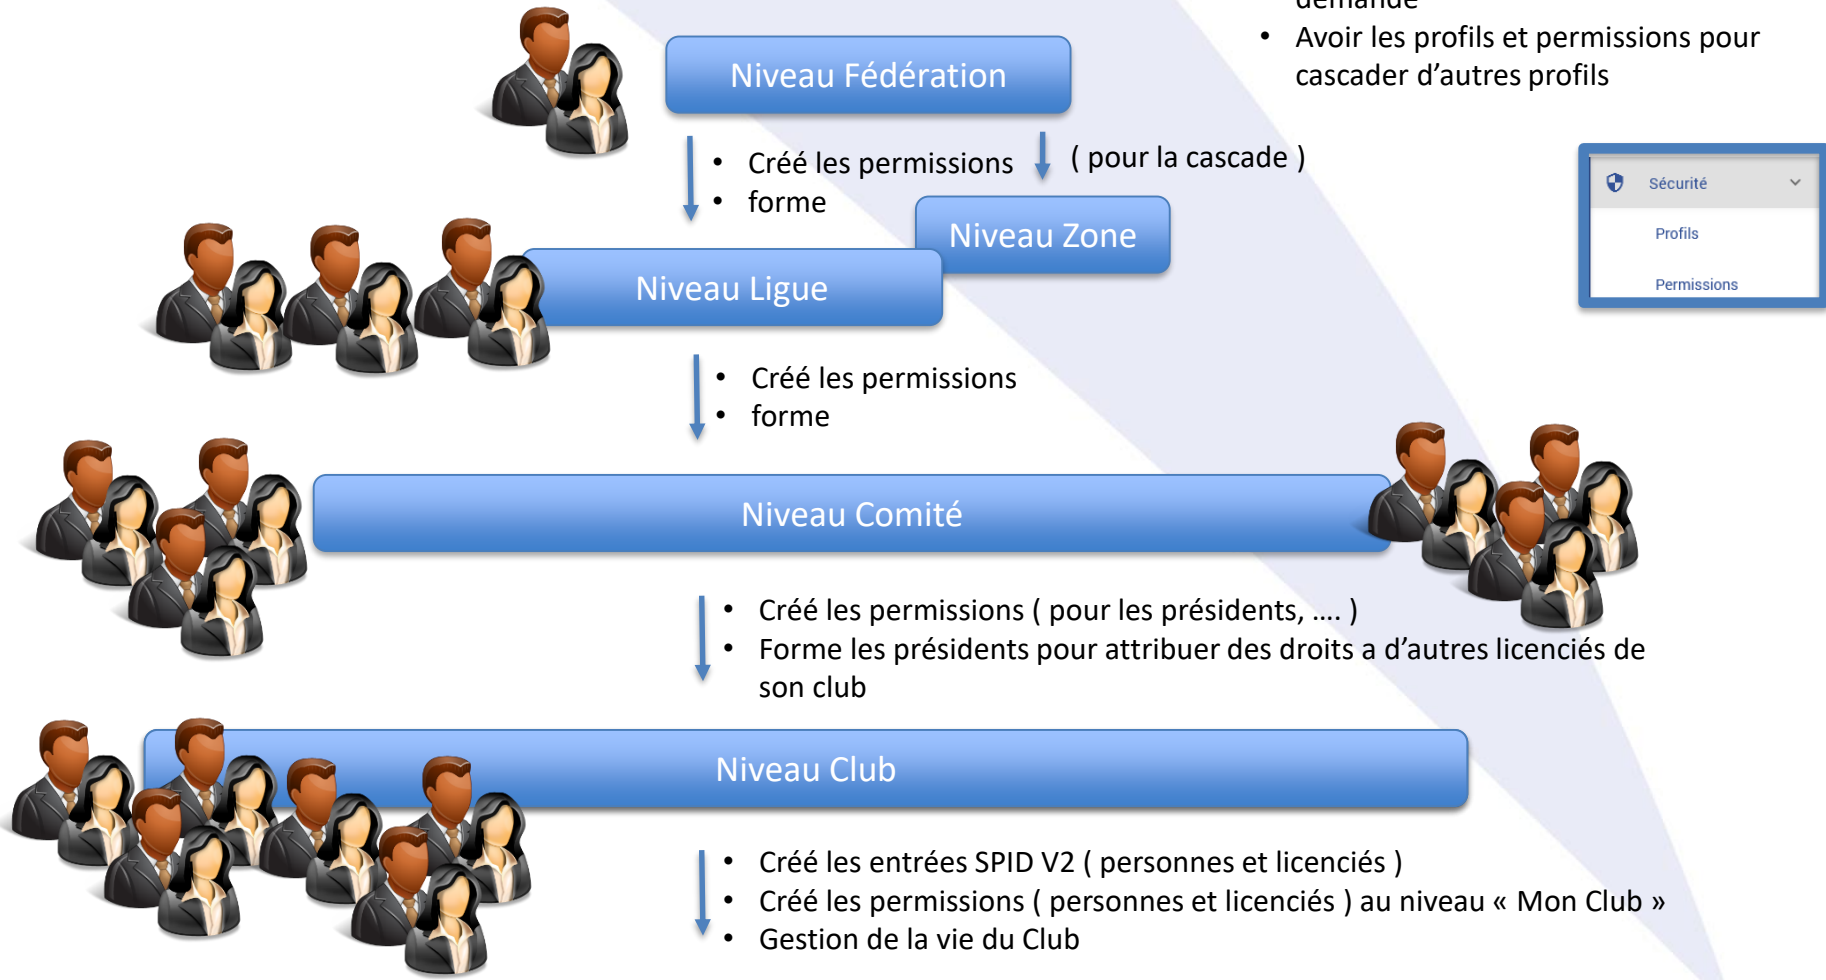 demande
• Avoir les profils et permissions pour
cascader d’autres profils
Niveau Fédération
• Créé les permissions
• forme
( pour la cascade )
Sécurité
Profils
Permissions
Niveau Zone
Niveau Ligue
• Créé les permissions
• forme
Niveau Comité
• Créé les permissions ( pour les présidents, …. )
• Forme les présidents pour attribuer des droits a d’autres licenciés de
son club
Niveau Club
• Créé les entrées SPID V2 ( personnes et licenciés )
• Créé les permissions ( personnes et licenciés ) au niveau « Mon Club »
• Gestion de la vie du Club